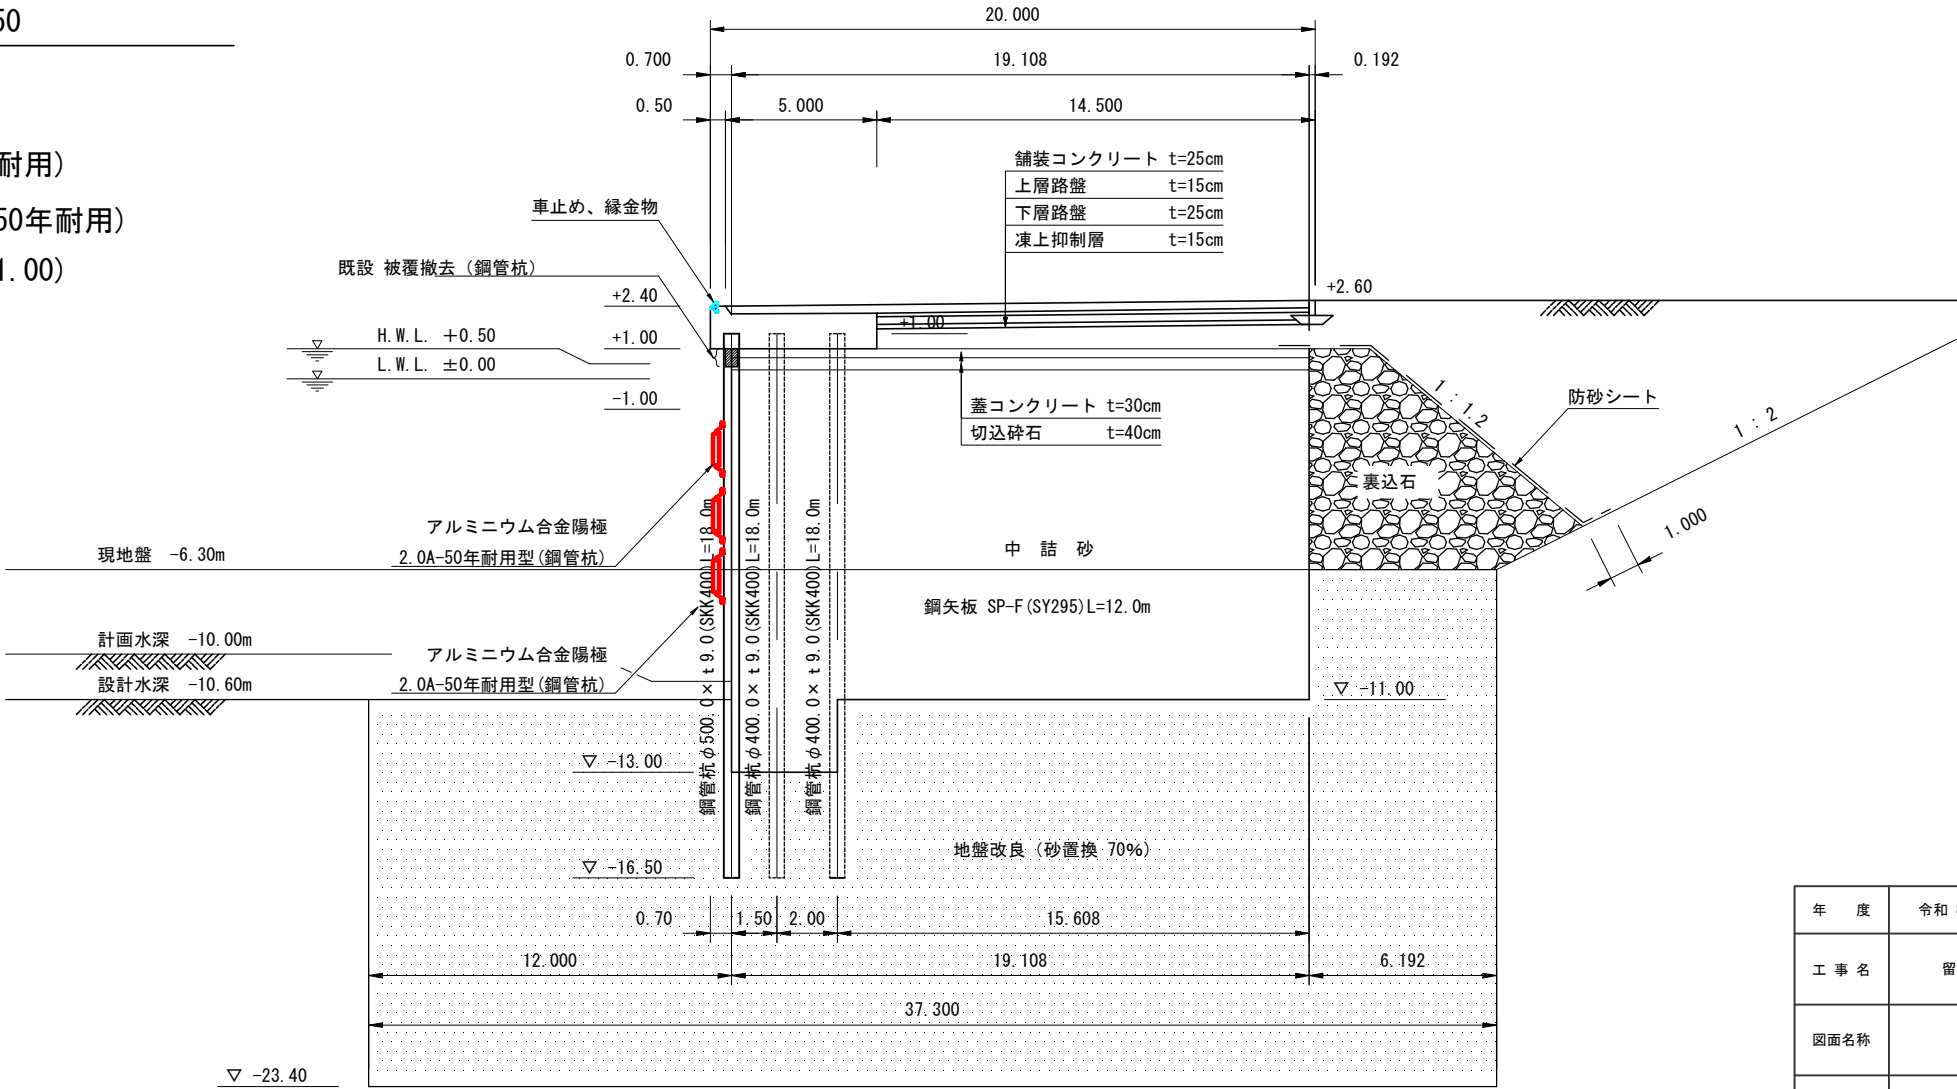 50
耐用)
50年耐用)
1.00)
20.000
0.700
19.108
0.192
0.50
5.000
14.500
舗装コンクリート t=25cm
上層路盤 t=15cm
下層路盤 t=25cm
凍上抑制層 t=15cm
車止め、縁金物
既設 被覆撤去（鋼管杭）
+2.40
+2.60
+1.00
H.W.L. +0.50
+1.00
L.W.L. ±0.00
-1.00
蓋コンクリート t=30cm
切込砕石 t=40cm
1 : 1.2
防砂シート
1 : 2
裏込石
1.000
アルミニウム合金陽極
2.0A-50年耐用型(鋼管杭)
現地盤 -6.30m
中 詰 砂
鋼矢板 SP-F(SY295)L=12.0m
計画水深 -10.00m
アルミニウム合金陽極
2.0A-50年耐用型(鋼管杭)
設計水深 -10.60m
鋼管杭φ500.0× t 9.0(SKK400)L=18.0m
鋼管杭φ400.0× t 9.0(SKK400)L=18.0m
鋼管杭φ400.0× t 9.0(SKK400)L=18.0m
▽ -11.00
▽ -13.00
地盤改良（砂置換 70%）
▽ -16.50
0.70
1.50
2.00
15.608
12.000
19.108
6.192
37.300
▽ -23.40
年 度
令和
工 事 名
留
図面名称